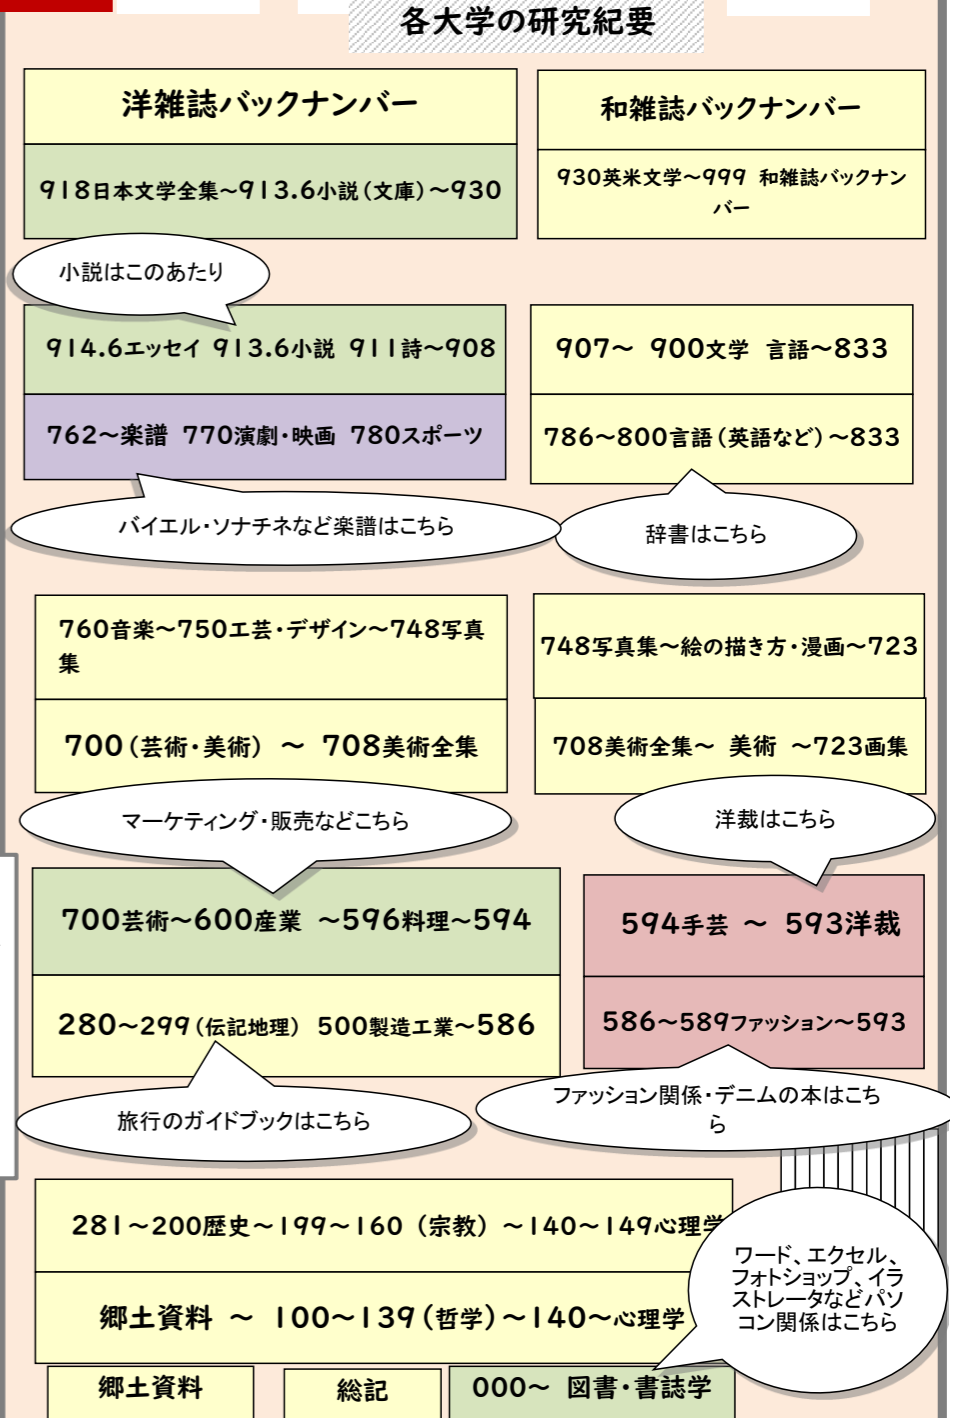 各大学の研究紀要
洋雑誌バックナンバー
和雑誌バックナンバー
918日本文学全集～913.6小説(文庫)～930
930英米文学～999 和雑誌バックナン
バー
小説はこのあたり
914.6エッセイ 913.6小説 911詩～908
907～ 900文学 言語～833
762～楽譜 770演劇・映画 780スポーツ
786～800言語(英語など)～833
バイエル・ソナチネなど楽譜はこちら
辞書はこちら
760音楽～750工芸・デザイン～748写真
集
748写真集～絵の描き方・漫画～723
700(芸術・美術) ～ 708美術全集
708美術全集～ 美術 ～723画集
マーケティング・販売などこちら
洋裁はこちら
700芸術～600産業 ～596料理～594
594手芸 ～ 593洋裁
280～299(伝記地理) 500製造工業～586
586～589ファッション～593
旅行のガイドブックはこちら
ファッション関係・デニムの本はこち
ら
281～200歴史～199～160 (宗教) ～140～149心理学
ワード、エクセル、
フォトショップ、イラ
ストレータなどパソ
コン関係はこちら
郷土資料 ～ 100～139(哲学)～140～心理学
郷土資料
総記
000～ 図書・書誌学